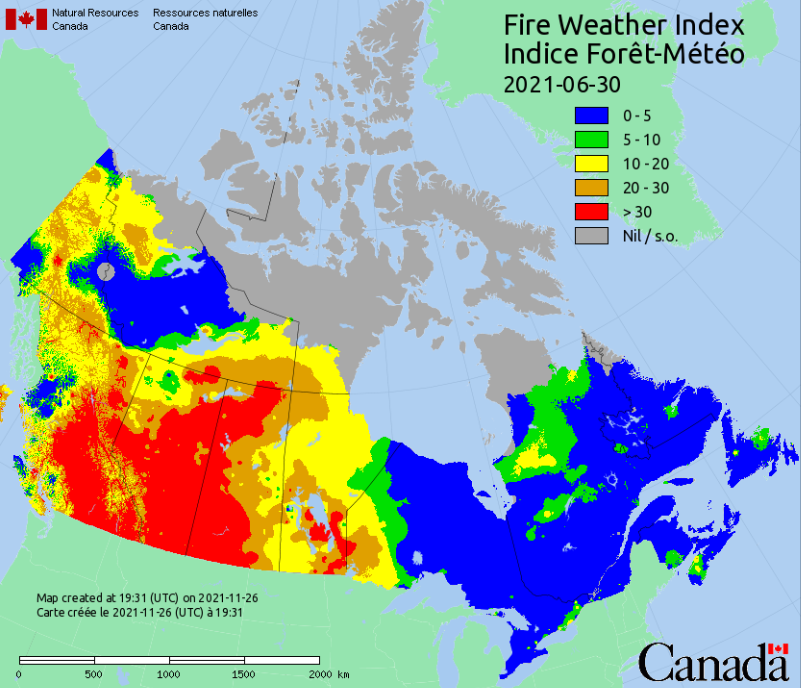 Natural Resources Ressources naturelles
Canada Canada
Fire Weather Index
Indice Forêt-Météo
2021-06-30
0 - 5
5 - 10
10 - 20
20 - 30
> 30
Nil / s.o.
Map created at 19:31 (UTC) on 2021-11-26
Carte créée le 2021-11-26 (UTC) à 19:31
0 500 1000 1500 2000 km
Canada